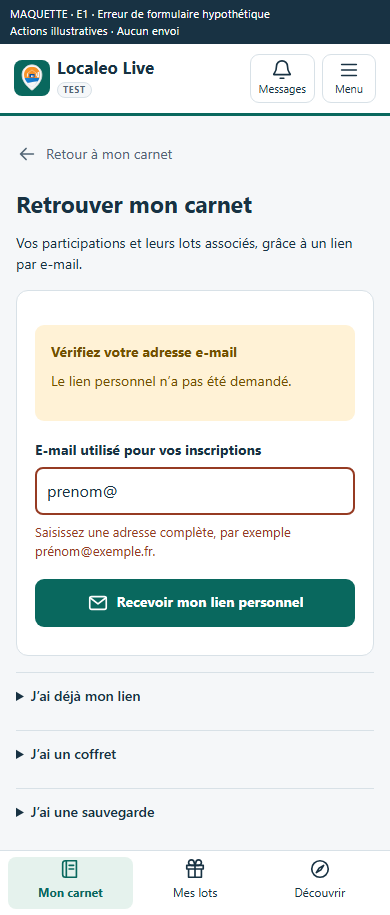 MAQUETTE · E1 · Erreur de formulaire hypothétique
Actions illustratives · Aucun envoi
Localeo Live
TEST
Messages
Menu
Retour à mon carnet
Retrouver mon carnet
Vos participations et leurs lots associés, grâce à un lien
par e-mail.
Vérifiez votre adresse e-mail
Le lien personnel n’a pas été demandé.
E-mail utilisé pour vos inscriptions
prenom@
Saisissez une adresse complète, par exemple
prénom@exemple.fr.
Recevoir mon lien personnel
J’ai déjà mon lien
J’ai un coffret
J’ai une sauvegarde
Mon carnet
Mes lots
Découvrir